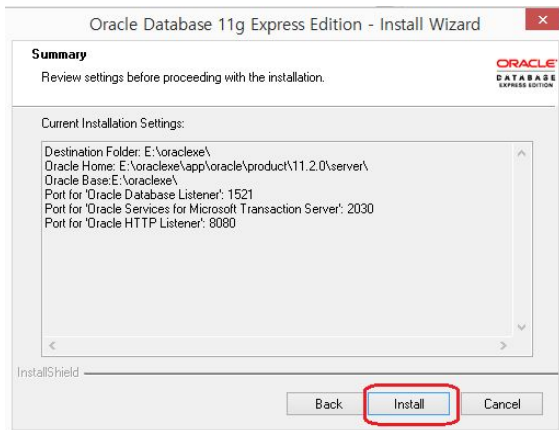 Oracle Database 11g Express Edition - Install Wizard
Summary
Review settings before proceeding with the installation.
ORACLE
DATABASE
EXPRESS EDITION
Current Installation Settings:
Destination Folder: E:\oraclexe\
Oracle Home: E:\oraclexe\app\oracle\product\11.2.0\server\
Oracle Base:E:\oraclexe\
Port for 'Oracle Database Listener': 1521
Port for 'Oracle Services for Microsoft Transaction Server': 2030
Port for 'Oracle HTTP Listener': 8080
InstallShield
Back Install Cancel